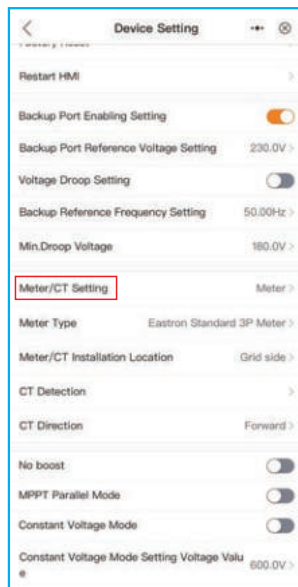 Device Setting
Factory Reset
Restart HMI
Backup Port Enabling Setting
Backup Port Reference Voltage Setting 230.0V
Voltage Droop Setting
Backup Reference Frequency Setting 50.00Hz
Min.Droop Voltage 180.0V
Meter/CT Setting Meter
Meter Type Eastron Standard 3P Meter
Meter/CT Installation Location Grid side
CT Detection
CT Direction Forward
No boost
MPPT Parallel Mode
Constant Voltage Mode
Constant Voltage Mode Setting Voltage Valu
e 600.0V